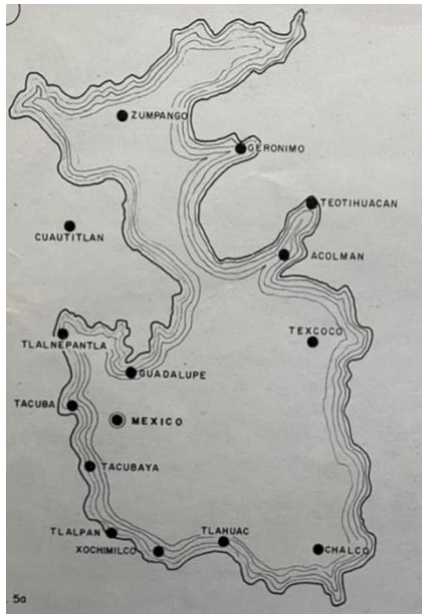 ZUMPANGO
GERONIMO
TEOTIHUACAN
CUAUTITLAN
ACOLMAN
TEXCOCO
TLALNEPANTLA
GUADALUPE
TACUBA
MEXICO
TACUBAYA
TLALPAN
TLAHUAC
XOCHIMILCO
CHALCO
5a